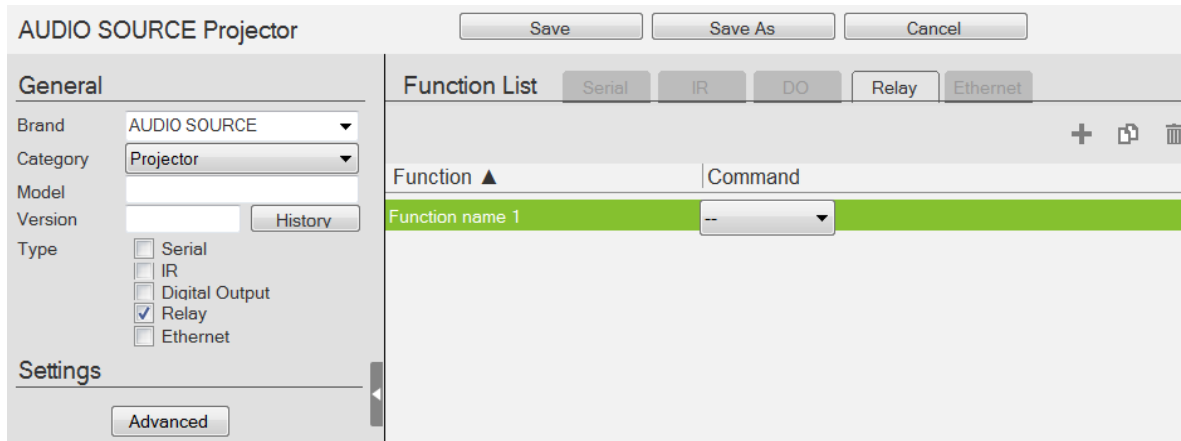 AUDIO SOURCE Projector
Save
Save As
Cancel
General
Brand AUDIO SOURCE
Category Projector
Model
Version History
Type Serial
IR
Digital Output
Relay
Ethernet
Settings
Advanced
Function List Serial IR DO Relay Ethernet
Function ▲ Command
Function name 1 --